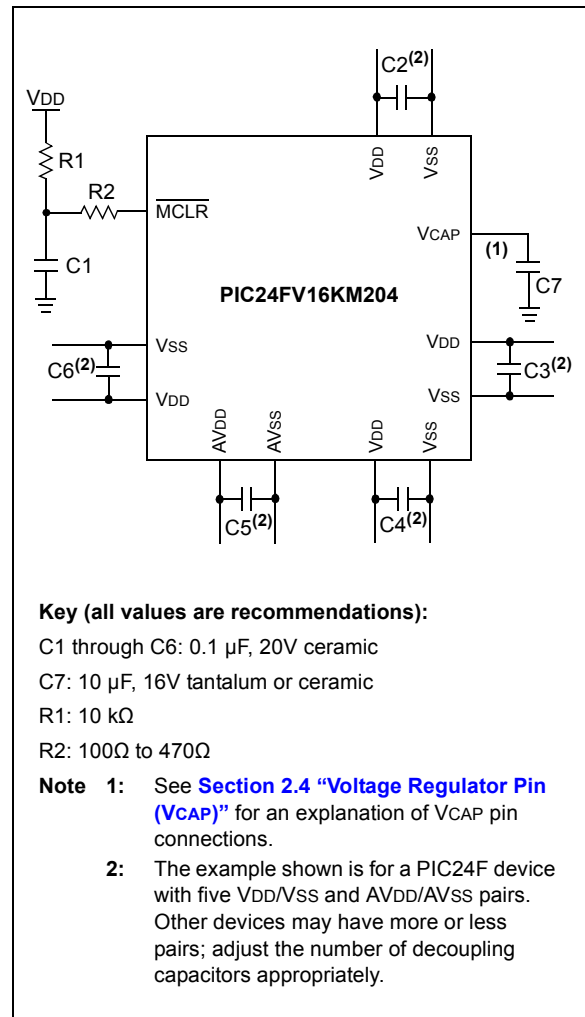 C2(2)
VDD
R1
R2
C1
VDD
VSS
MCLR
VCAP
(1)
C7
PIC24FV16KM204
VSS
C6(2)
VDD
VDD
C3(2)
VSS
AVDD
AVSS
VDD
VSS
C5(2)
C4(2)
Key (all values are recommendations):
C1 through C6: 0.1 µF, 20V ceramic
C7: 10 µF, 16V tantalum or ceramic
R1: 10 kΩ
R2: 100Ω to 470Ω
Note 1: See Section 2.4 “Voltage Regulator Pin
(VCAP)” for an explanation of VCAP pin
connections.
2: The example shown is for a PIC24F device
with five VDD/VSS and AVDD/AVSS pairs.
Other devices may have more or less
pairs; adjust the number of decoupling
capacitors appropriately.